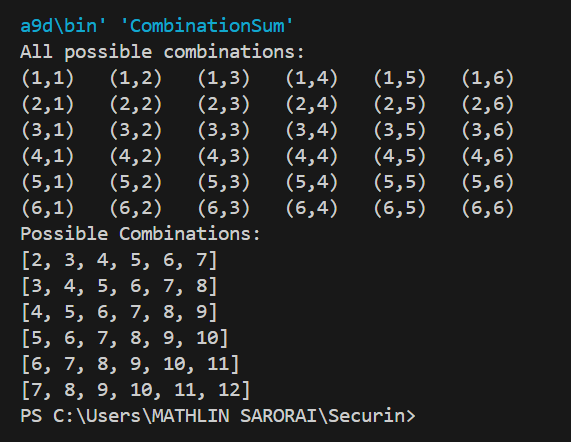 a9d\bin' 'CombinationSum'
All possible combinations:
(1,1)   (1,2)   (1,3)   (1,4)   (1,5)   (1,6)
(2,1)   (2,2)   (2,3)   (2,4)   (2,5)   (2,6)
(3,1)   (3,2)   (3,3)   (3,4)   (3,5)   (3,6)
(4,1)   (4,2)   (4,3)   (4,4)   (4,5)   (4,6)
(5,1)   (5,2)   (5,3)   (5,4)   (5,5)   (5,6)
(6,1)   (6,2)   (6,3)   (6,4)   (6,5)   (6,6)
Possible Combinations:
[2, 3, 4, 5, 6, 7]
[3, 4, 5, 6, 7, 8]
[4, 5, 6, 7, 8, 9]
[5, 6, 7, 8, 9, 10]
[6, 7, 8, 9, 10, 11]
[7, 8, 9, 10, 11, 12]
PS C:\Users\MATHLIN SARORAI\Securin>